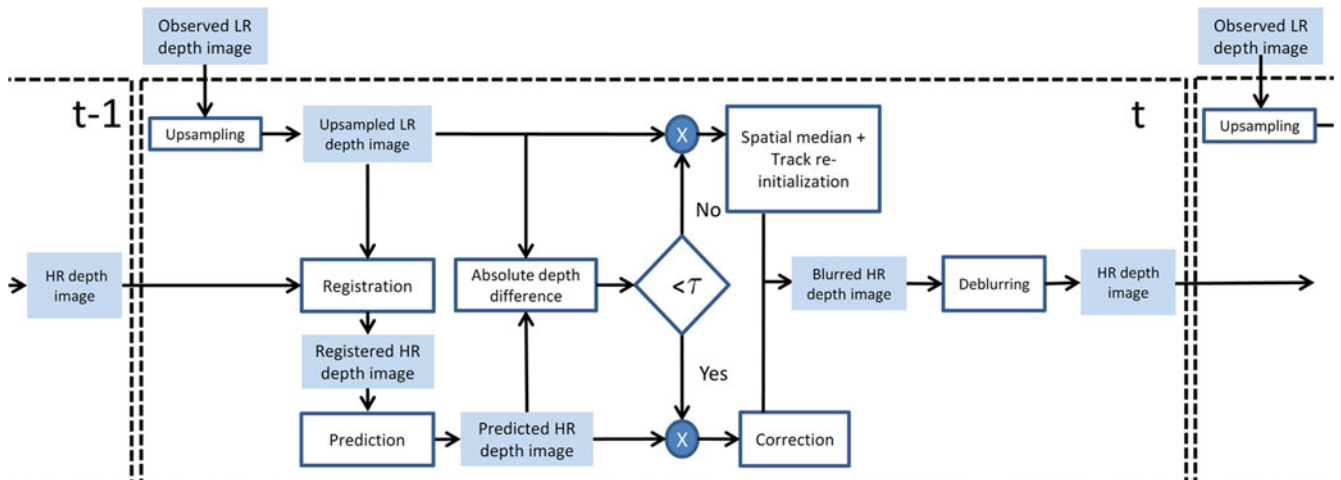 Observed LR
depth image
Observed LR
depth image
t-1
t
Upsampling
Upsampled LR
depth image
X
Spatial median +
Track re-
initialization
Upsampling
No
HR depth
image
Registration
Absolute depth
difference
<τ
Blurred HR
depth image
Deblurring
HR depth
image
Registered HR
depth image
Yes
Prediction
Predicted HR
depth image
X
Correction